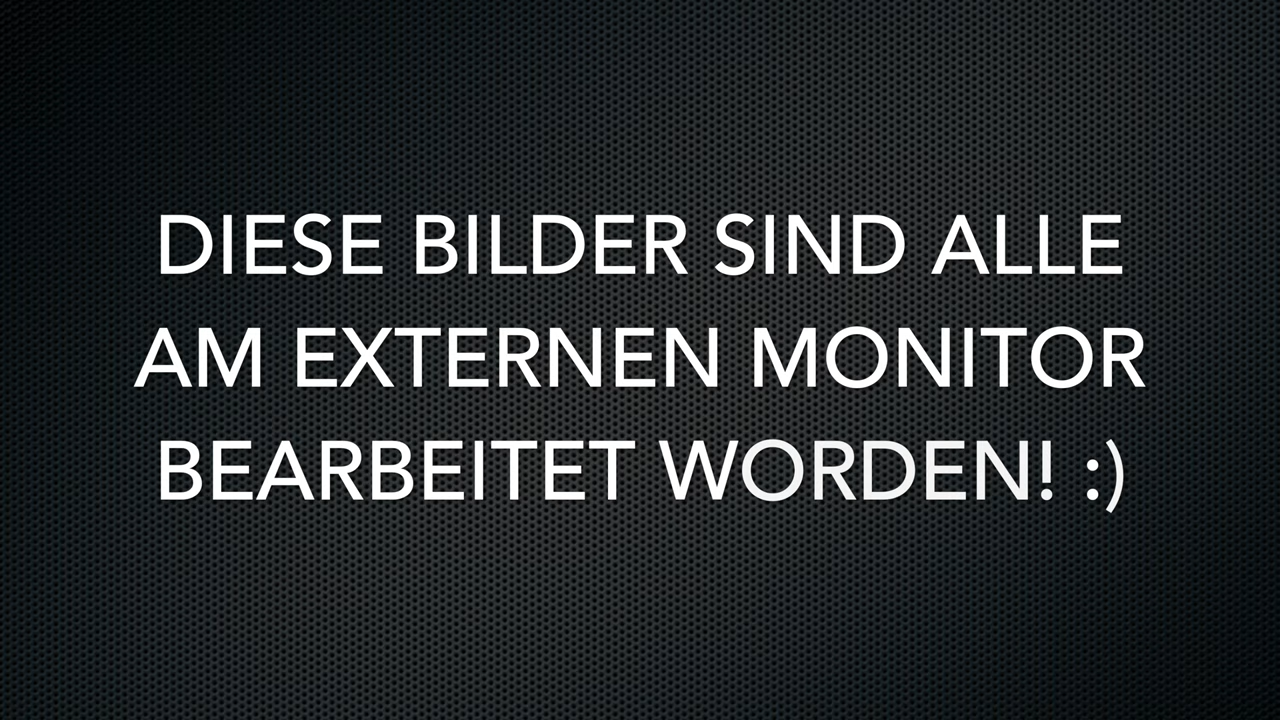 DIESE BILDER SIND ALLE
AM EXTERNEN MONITOR
BEARBEITET WORDEN! :)